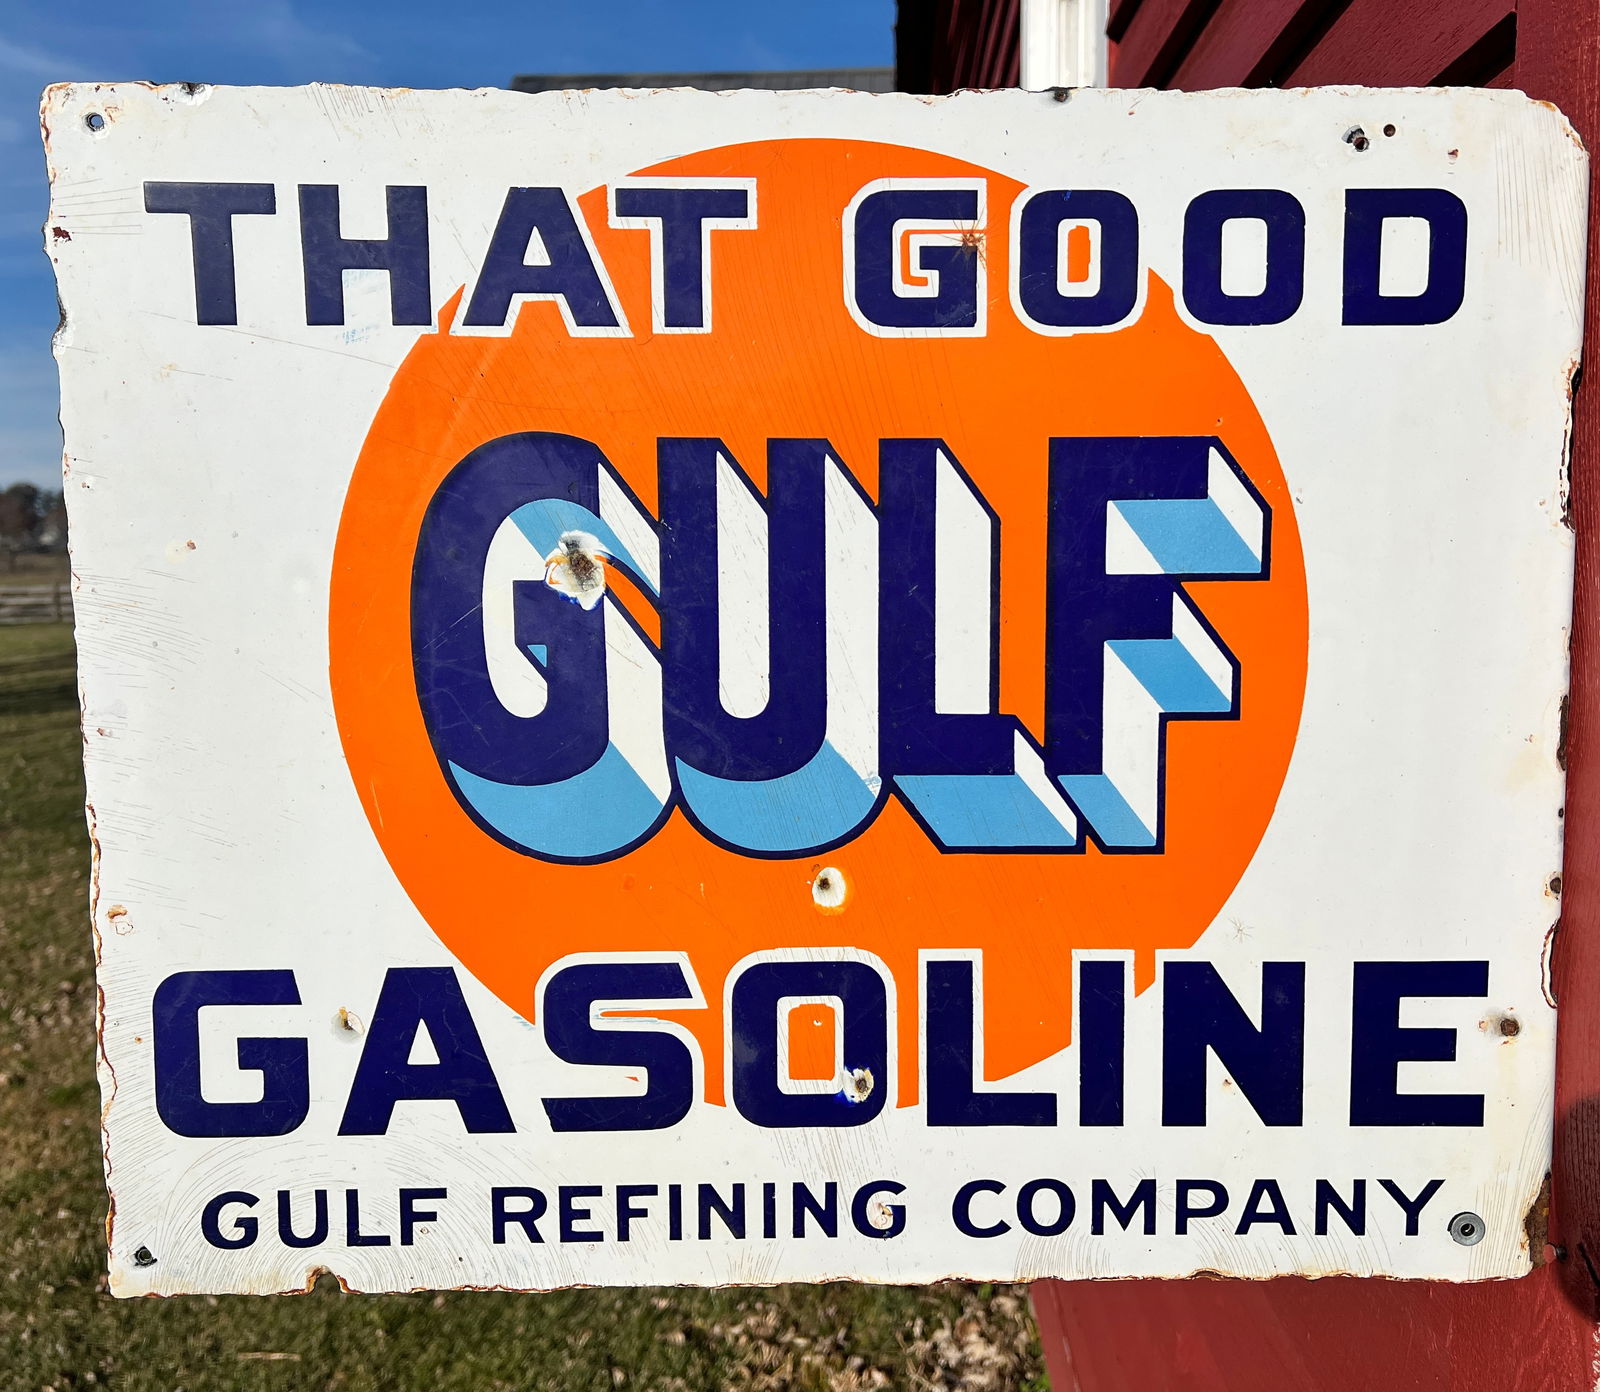 THAT GOOD
GULF
GASOLINE
GULF REFINING COMPANY